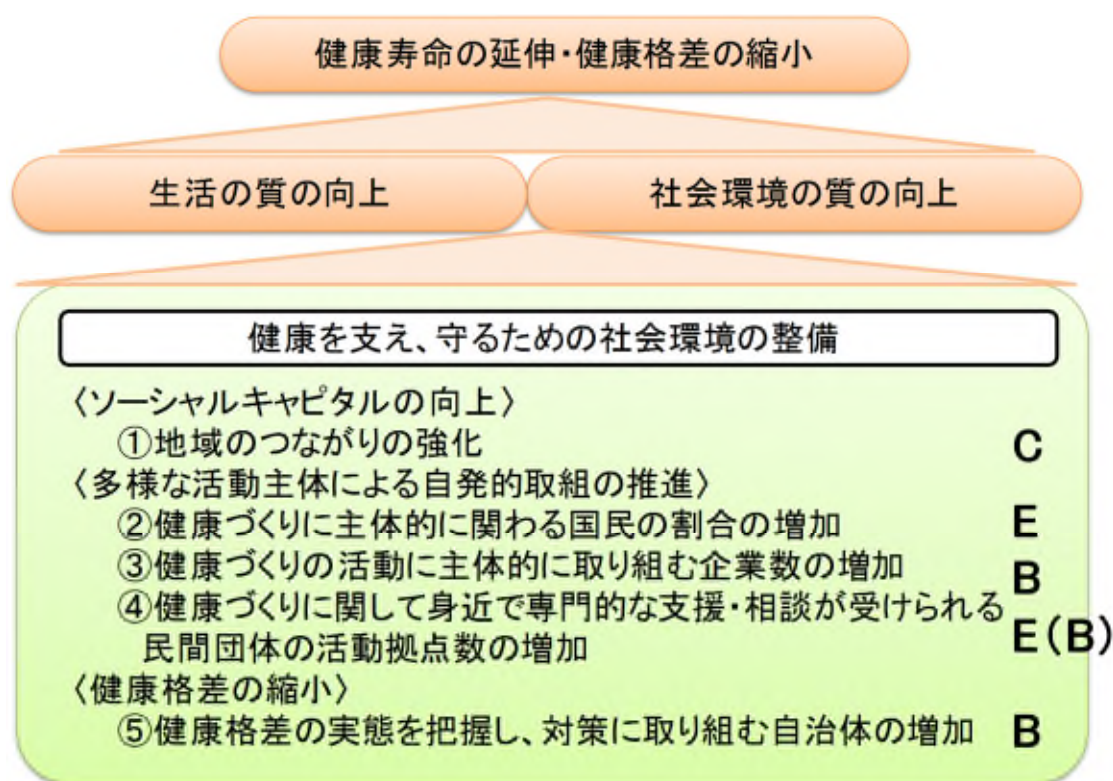 健康寿命の延伸・健康格差の縮小
生活の質の向上
社会環境の質の向上
健康を支え、守るための社会環境の整備
〈ソーシャルキャピタルの向上〉
①地域のつながりの強化 C
〈多様な活動主体による自発的取組の推進〉
②健康づくりに主体的に関わる国民の割合の増加 E
③健康づくりの活動に主体的に取り組む企業数の増加 B
④健康づくりに関して身近で専門的な支援・相談が受けられる
民間団体の活動拠点数の増加 E(B)
〈健康格差の縮小〉
⑤健康格差の実態を把握し、対策に取り組む自治体の増加 B